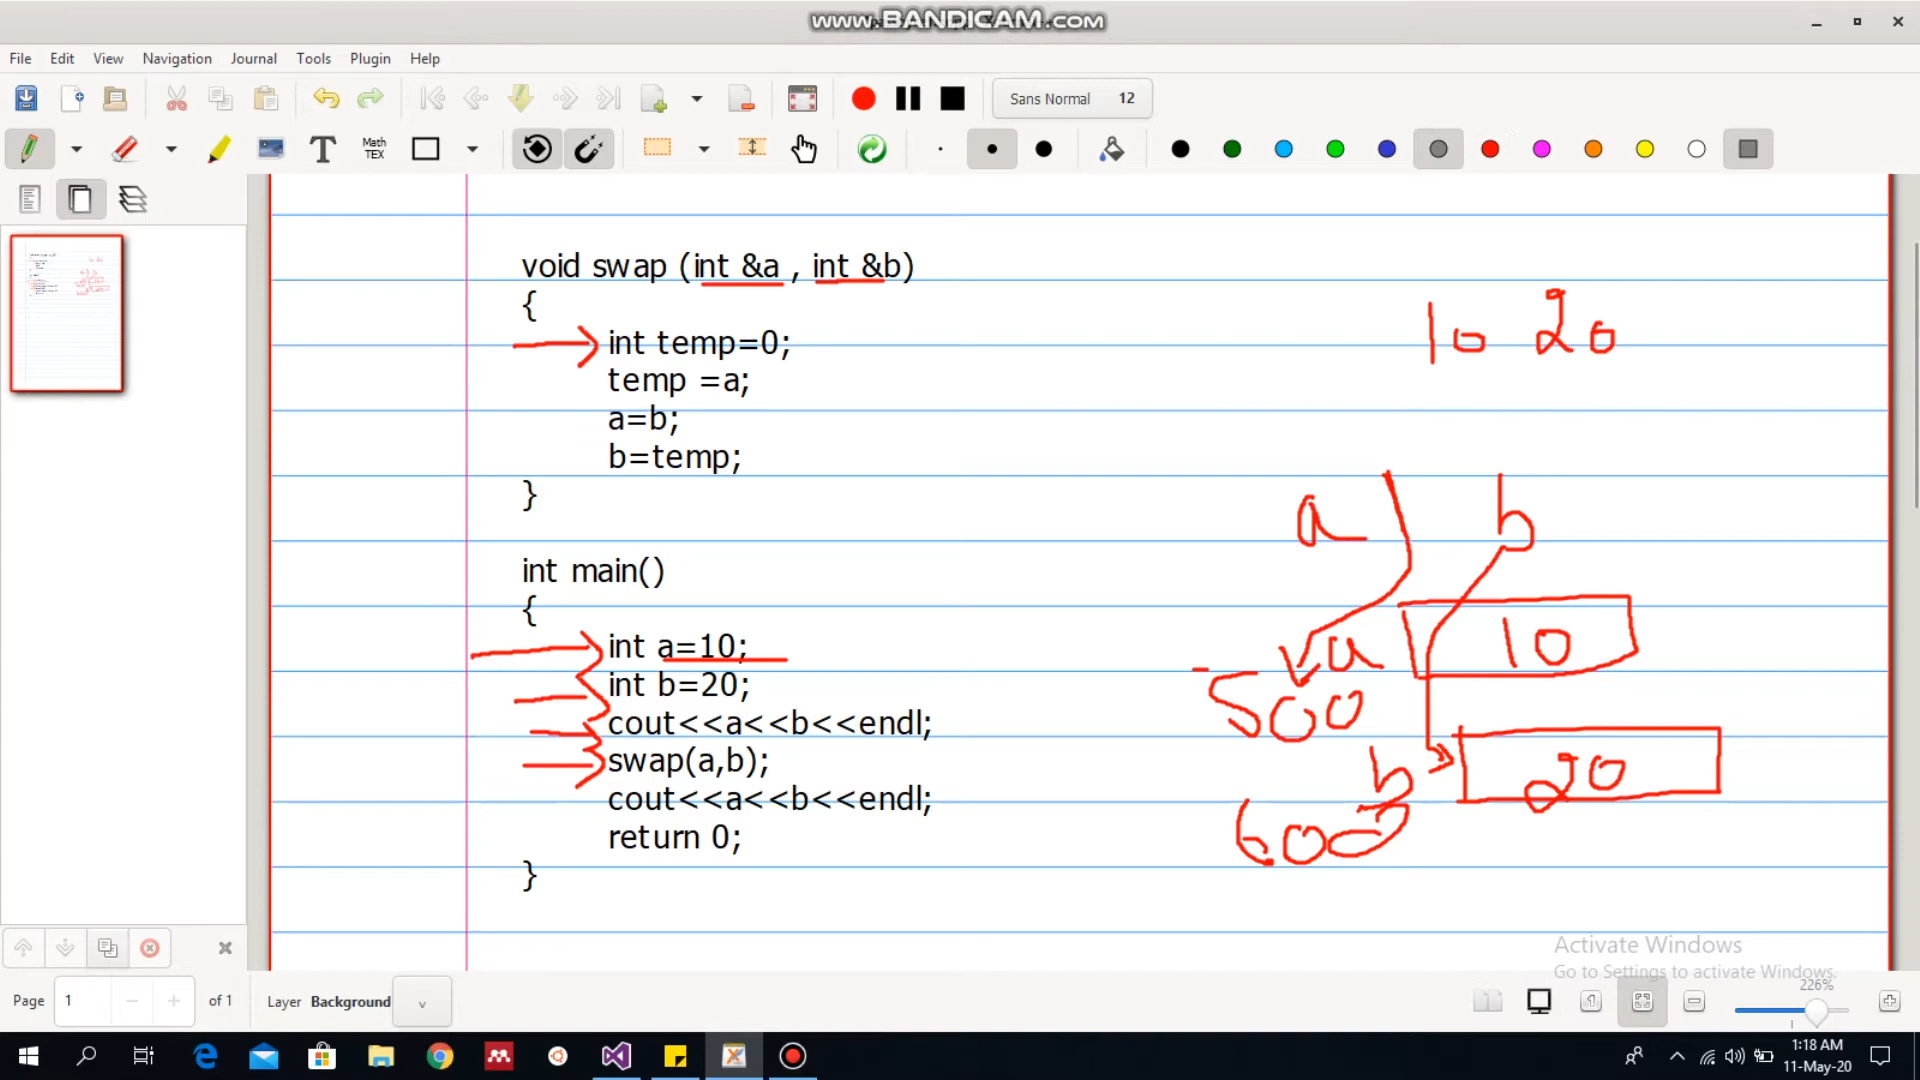 www.BANDICAM.com
File Edit View Navigation Journal Tools Plugin Help
Sans Normal 12
T Math TEX
void swap (int &a , int &b)
{
int temp=0;
temp =a;
a=b;
b=temp;
}
int main()
{
int a=10;
int b=20;
cout<<a<<b<<endl;
swap(a,b);
cout<<a<<b<<endl;
return 0;
}
10 20
a b
a 10
500
b 20
600
Activate Windows
Go to Settings to activate Windows.
Page 1 of 1 Layer Background 226%
1:18 AM
11-May-20